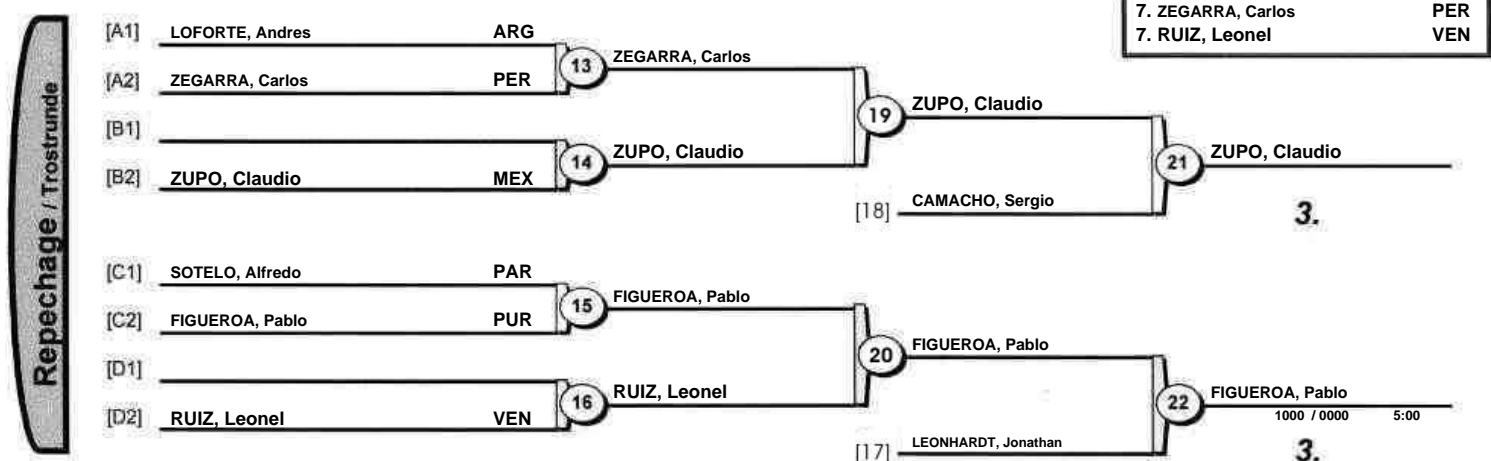 7. ZEGARRA, Carlos PER
7. RUIZ, Leonel VEN
Repechage / Trostrunde
[A1] LOFORTE, Andres ARG
13 ZEGARRA, Carlos
[A2] ZEGARRA, Carlos PER
19 ZUPO, Claudio
[B1]
14 ZUPO, Claudio
21 ZUPO, Claudio
[B2] ZUPO, Claudio MEX
[18] CAMACHO, Sergio
3.
[C1] SOTELO, Alfredo PAR
15 FIGUEROA, Pablo
[C2] FIGUEROA, Pablo PUR
20 FIGUEROA, Pablo
[D1]
16 RUIZ, Leonel
22 FIGUEROA, Pablo
1000 / 0000 5:00
[D2] RUIZ, Leonel VEN
[17] LEONHARDT, Jonathan
3.